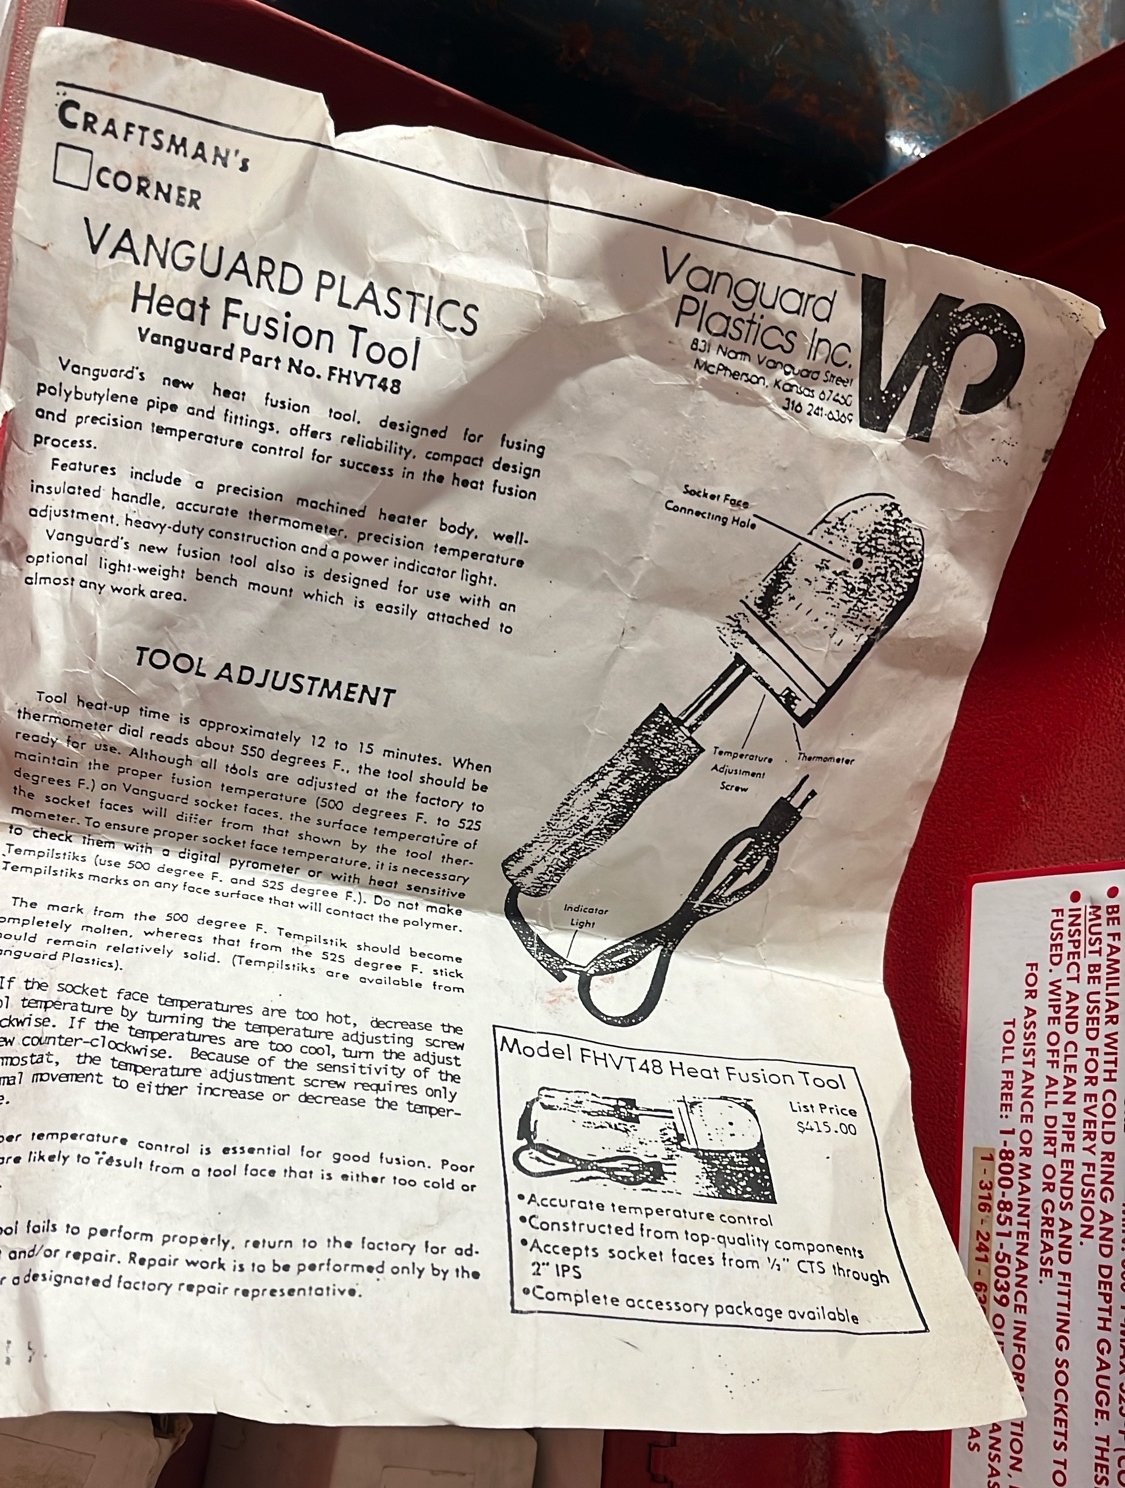 CRAFTSMAN's
CORNER
VANGUARD PLASTICS
Heat Fusion Tool
Vanguard Part No. FHVT48
Vanguard's new heat fusion tool, designed for fusing
polybutylene pipe and fittings, offers reliability, compact design
and precision temperature control for success in the heat fusion
process.
Features include a precision machined heater body, well-
insulated handle, accurate thermometer, precision temperature
adjustment, heavy-duty construction and a power indicator light.
Vanguard's new fusion tool also is designed for use with an
optional light-weight bench mount which is easily attached to
almost any work area.
TOOL ADJUSTMENT
Tool heat-up time is approximately 12 to 15 minutes. When
thermometer dial reads about 550 degrees F., the tool should be
ready for use. Although all tools are adjusted at the factory to
maintain the proper fusion temperature (500 degrees F. to 525
degrees F.) on Vanguard socket faces, the surface temperature of
the socket faces will differ from that shown by the tool ther-
mometer. To ensure proper socket face temperature, it is necessary
to check them with a digital pyrometer or with heat sensitive
Tempilstiks (use 500 degree F. and 525 degree F.). Do not make
Tempilstiks marks on any face surface that will contact the polymer.
The mark from the 500 degree F. Tempilstik should become
ompletely molten, whereas that from the 525 degree F. stick
ould remain relatively solid. (Tempilstiks are available from
anguard Plastics).
If the socket face temperatures are too hot, decrease the
ol temperature by turning the temperature adjusting screw
ckwise. If the temperatures are too cool, turn the adjust
ew counter-clockwise. Because of the sensitivity of the
mostat, the temperature adjustment screw requires only
mal movement to either increase or decrease the temper-
e.
per temperature control is essential for good fusion. Poor
are likely to result from a tool face that is either too cold or
ool fails to perform properly, return to the factory for ad-
and/or repair. Repair work is to be performed only by the
r a designated factory repair representative.
Vanguard
Plastics Inc.
831 North Vanguard Street
McPherson, Kansas 67460
316 241-6369
VP
Socket Face
Connecting Hole
Temperature
Adjustment
Screw
Thermometer
Indicator
Light
Model FHVT48 Heat Fusion Tool
List Price
$415.00
•Accurate temperature control
•Constructed from top-quality components
•Accepts socket faces from ½" CTS through
2" IPS
•Complete accessory package available
• BE FAMILIAR WITH COLD RING AND DEPTH GAUGE. THES
MUST BE USED FOR EVERY FUSION.
• INSPECT AND CLEAN PIPE ENDS AND FITTING SOCKETS TO
FUSED. WIPE OFF ALL DIRT OR GREASE.
FOR ASSISTANCE OR MAINTENANCE INFOR TION,
TOLL FREE: 1-800-851-5039 ANSAS
1-316-241-6 AS